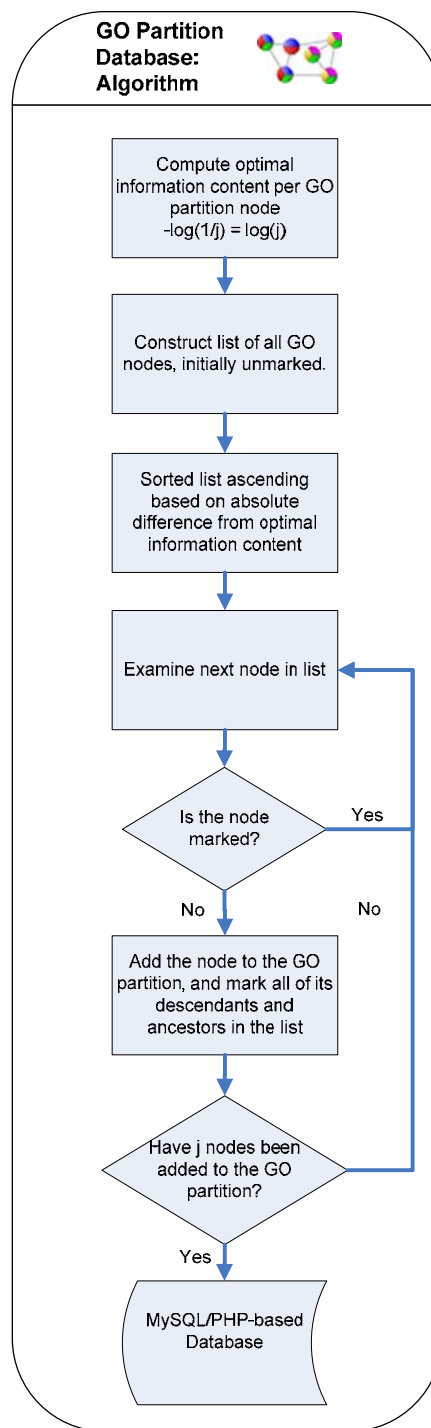 GO Partition
Database:
Algorithm
Compute optimal
information content per GO
partition node
-log(1/j) = log(j)
Construct list of all GO
nodes, initially unmarked.
Sorted list ascending
based on absolute
difference from optimal
information content
Examine next node in list
Is the node
marked?
Yes
No
No
Add the node to the GO
partition, and mark all of its
descendants and
ancestors in the list
Have j nodes been
added to the GO
partition?
Yes
MySQL/PHP-based
Database